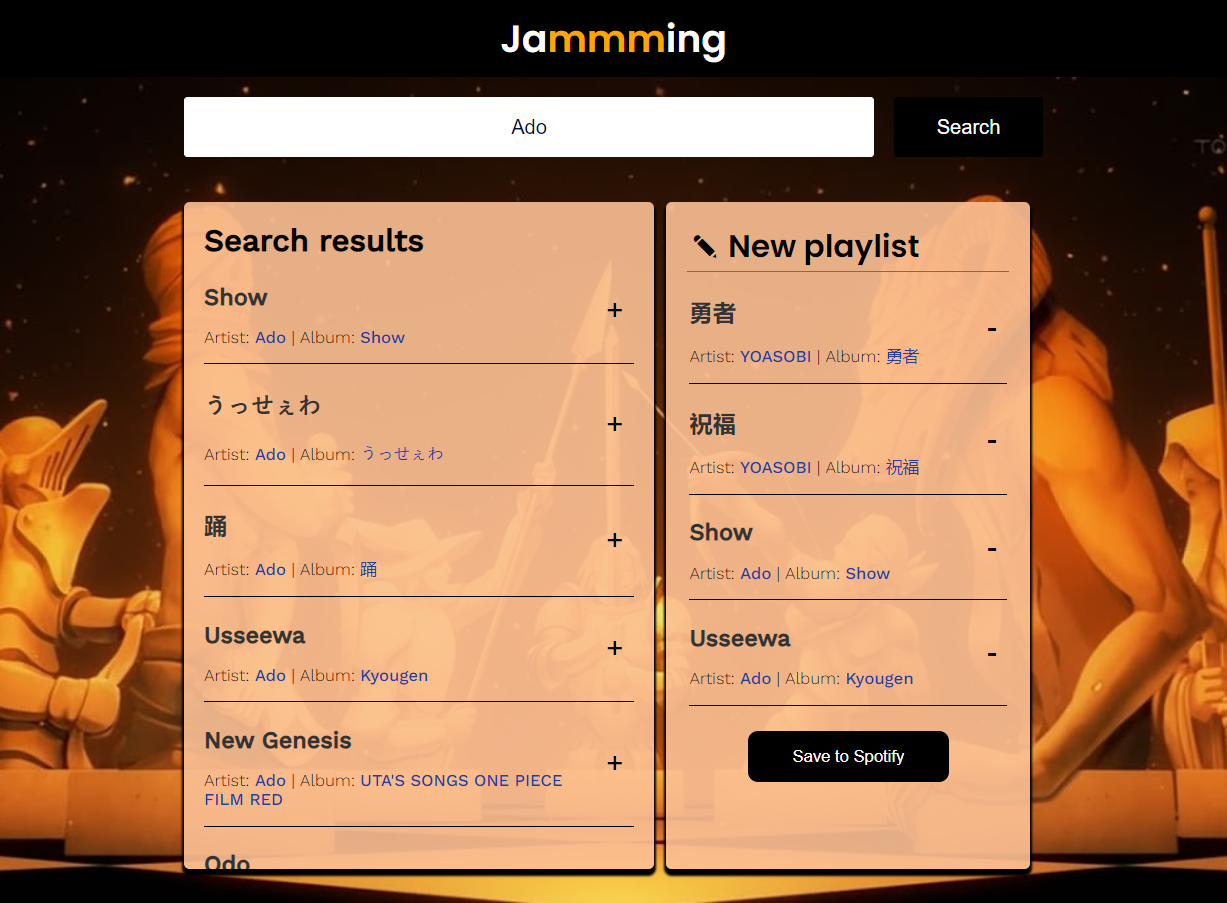 Jammming
Ado
Search
TO
Search results
Show
+
Artist: Ado | Album: Show
うっせぇわ
+
Artist: Ado | Album: うっせぇわ
踊
+
Artist: Ado | Album: 踊
Usseewa
+
Artist: Ado | Album: Kyougen
New Genesis
+
Artist: Ado | Album: UTA'S SONGS ONE PIECE
FILM RED
Odo
New playlist
勇者
-
Artist: YOASOBI | Album: 勇者
祝福
-
Artist: YOASOBI | Album: 祝福
Show
-
Artist: Ado | Album: Show
Usseewa
-
Artist: Ado | Album: Kyougen
Save to Spotify